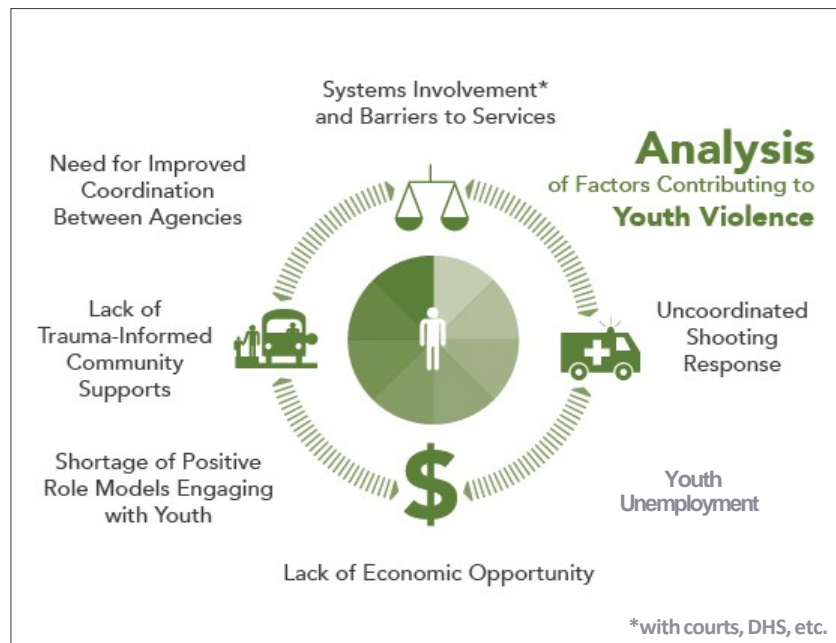 Systems Involvement*
and Barriers to Services
Analysis
of Factors Contributing to
Youth Violence
Need for Improved
Coordination
Between Agencies
Lack of
Trauma-Informed
Community
Supports
Uncoordinated
Shooting
Response
Shortage of Positive
Role Models Engaging
with Youth
$
Youth
Unemployment
Lack of Economic Opportunity
*with courts, DHS, etc.